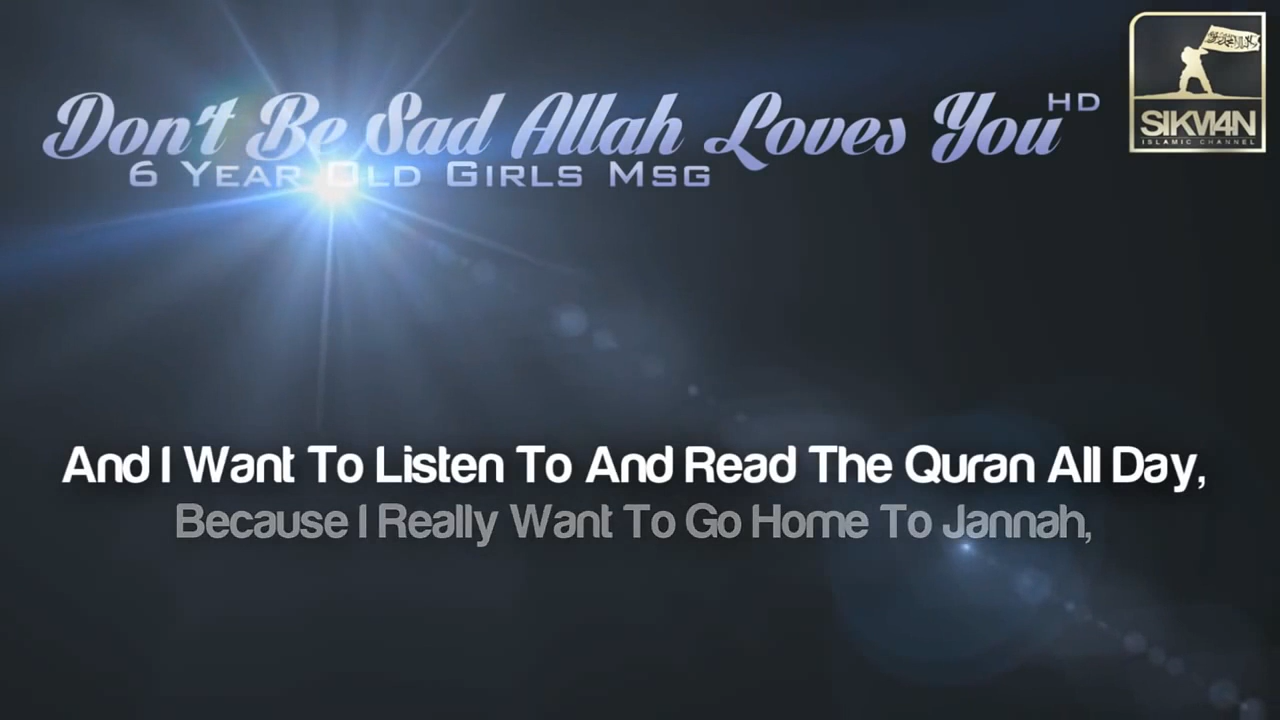 Don't Be Sad Allah Loves You HD
6 Year Old Girls Msg
SIKVI4N
ISLAMIC CHANNEL
And I Want To Listen To And Read The Quran All Day,
Because I Really Want To Go Home To Jannah,